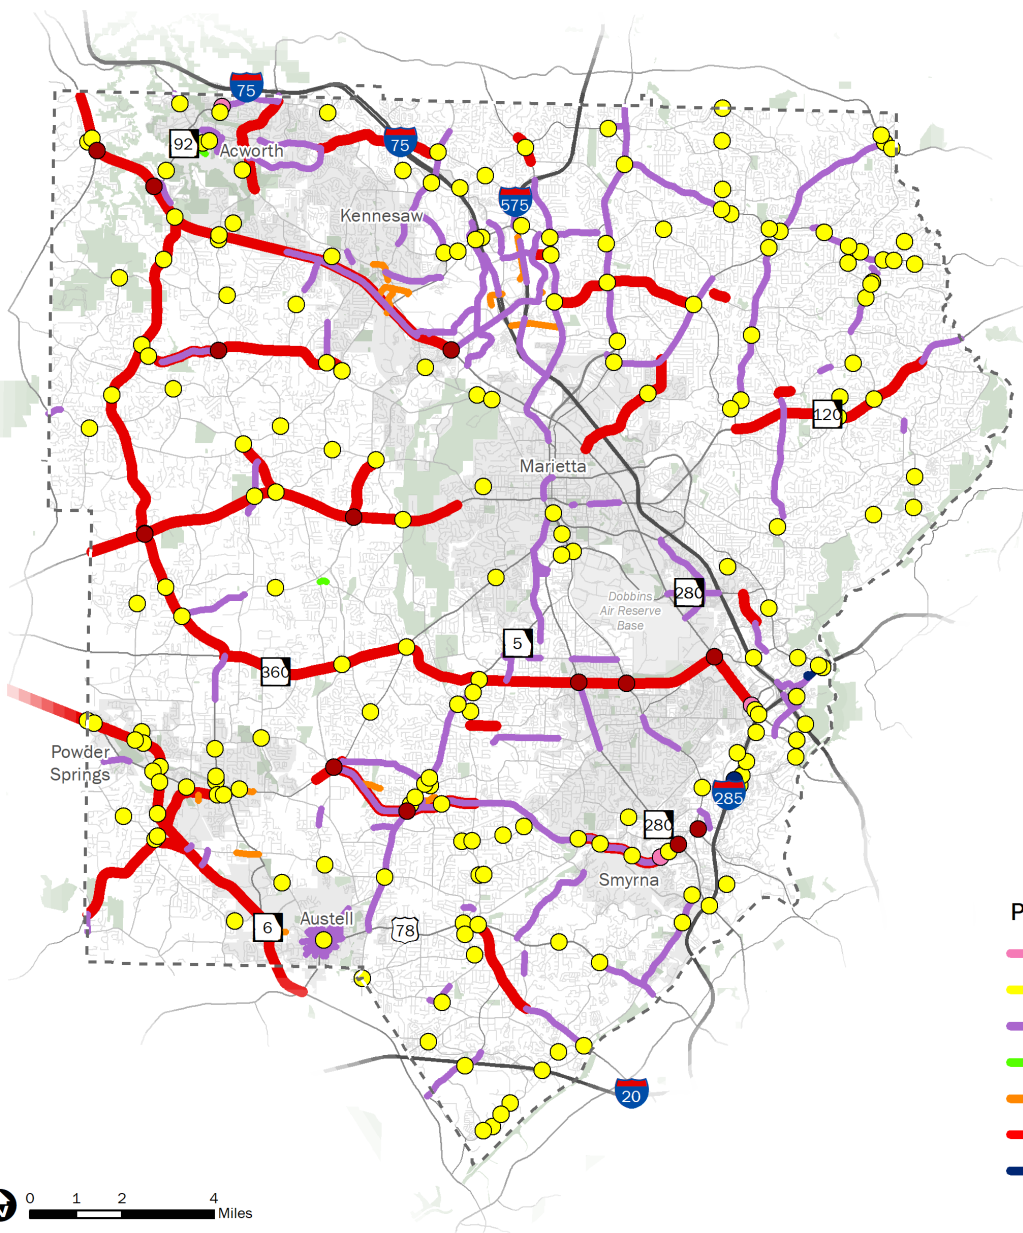 75
92
Acworth
75
575
Kennesaw
120
Marietta
280
Dobbins
Air Reserve
Base
5
360
Powder
Springs
285
280
Smyrna
P
Austell
6
78
20
0 1 2 4
Miles